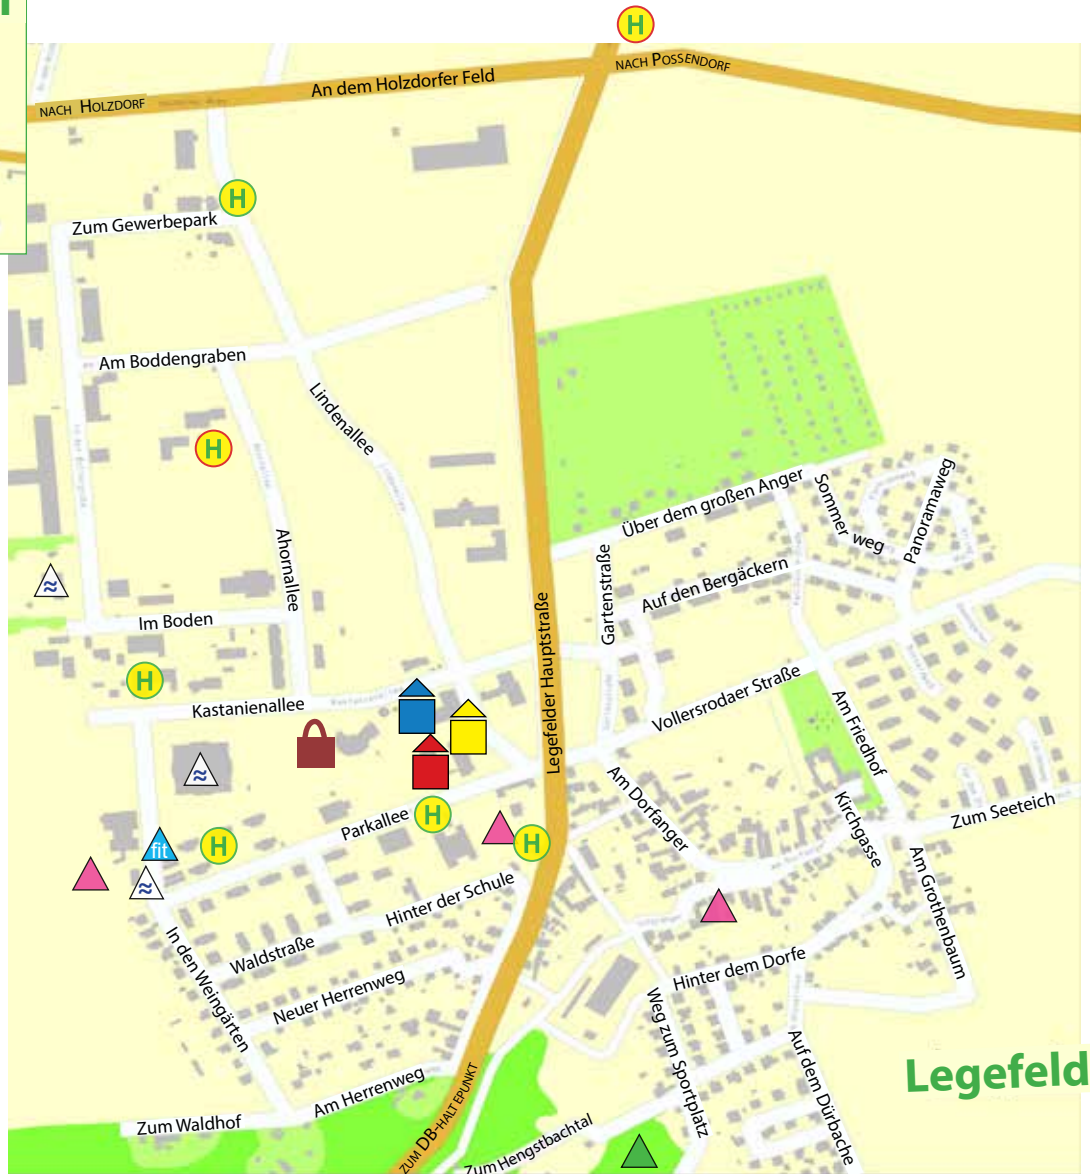 H
NACH POSSENDORF
An dem Holzdorfer Feld
NACH HOLZDORF
H
Zum Gewerbepark
Am Boddengraben
Lindenallee
H
Über dem großen Anger
Sommer weg
Panoramaweg
Ahornallee
Gartenstraße
Auf den Bergäckern
≈
Im Boden
Legefelder Hauptstraße
H
Kastanienallee
Vollersrodaer Straße
Am Friedhof
≈
Am Dorfanger
Kirchgasse
Zum Seeteich
Parkallee
H
H
H
fit
≈
Am Grothenbaum
Hinter der Schule
Waldstraße
In den Weingärten
Neuer Herrenweg
Hinter dem Dorfe
Weg zum Sportplatz
Auf dem Dürbache
Legefeld
Am Herrenweg
Zum Waldhof
ZUM DB-HALTEPUNKT
Zum Hengstbachtal